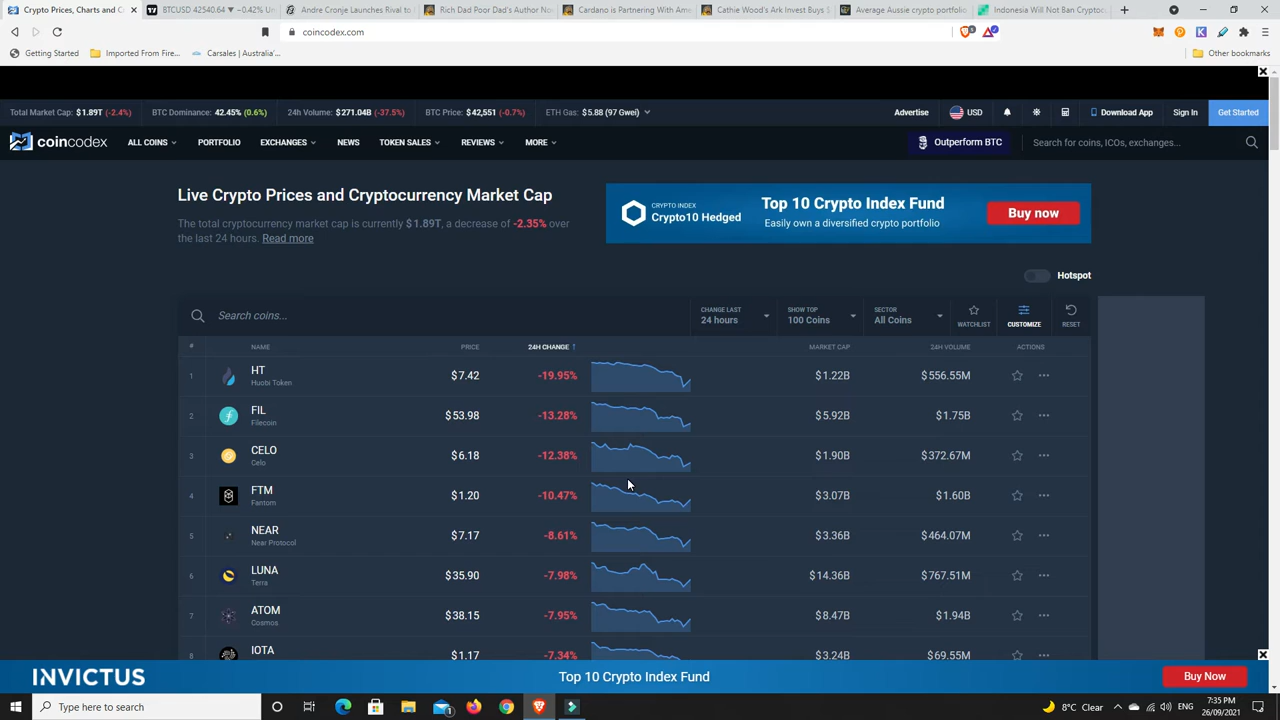 Crypto Prices, Charts and Co
BTCUSD 42540.64 ▼ −0.42% Un
Andre Cronje Launches Rival to
Rich Dad Poor Dad's Author Now
Cardano is Partnering With Ame
Cathie Wood's Ark Invest Buys S
Average Aussie crypto portfolio
Indonesia Will Not Ban Cryptoc
coincodex.com
Getting Started
Imported From Firef...
Carsales | Australia'...
Other bookmarks
Total Market Cap: $1.89T (-2.4%)
BTC Dominance: 42.45% (0.6%)
24h Volume: $271.04B (-37.5%)
BTC Price: $42,551 (-0.7%)
ETH Gas: $5.88 (97 Gwei)
Advertise
USD
Download App
Sign In
Get Started
coincodex
ALL COINS
PORTFOLIO
EXCHANGES
NEWS
TOKEN SALES
REVIEWS
MORE
Outperform BTC
Search for coins, ICOs, exchanges...
Live Crypto Prices and Cryptocurrency Market Cap
The total cryptocurrency market cap is currently $1.89T, a decrease of -2.35% over
the last 24 hours. Read more
CRYPTO INDEX
Crypto10 Hedged
Top 10 Crypto Index Fund
Easily own a diversified crypto portfolio
Buy now
Hotspot
Search coins...
CHANGE LAST
24 hours
SHOW TOP
100 Coins
SECTOR
All Coins
WATCHLIST
CUSTOMIZE
RESET
# NAME PRICE 24H CHANGE ↑ MARKET CAP 24H VOLUME ACTIONS
1 HT $7.42 -19.95% $1.22B $556.55M
Huobi Token
2 FIL $53.98 -13.28% $5.92B $1.75B
Filecoin
3 CELO $6.18 -12.38% $1.90B $372.67M
Celo
4 FTM $1.20 -10.47% $3.07B $1.60B
Fantom
5 NEAR $7.17 -8.61% $3.36B $464.07M
Near Protocol
6 LUNA $35.90 -7.98% $14.36B $767.51M
Terra
7 ATOM $38.15 -7.95% $8.47B $1.94B
Cosmos
8 IOTA $1.17 -7.34% $3.24B $69.55M
INVICTUS
Top 10 Crypto Index Fund
Buy Now
Type here to search
8°C Clear
ENG
7:35 PM
26/09/2021